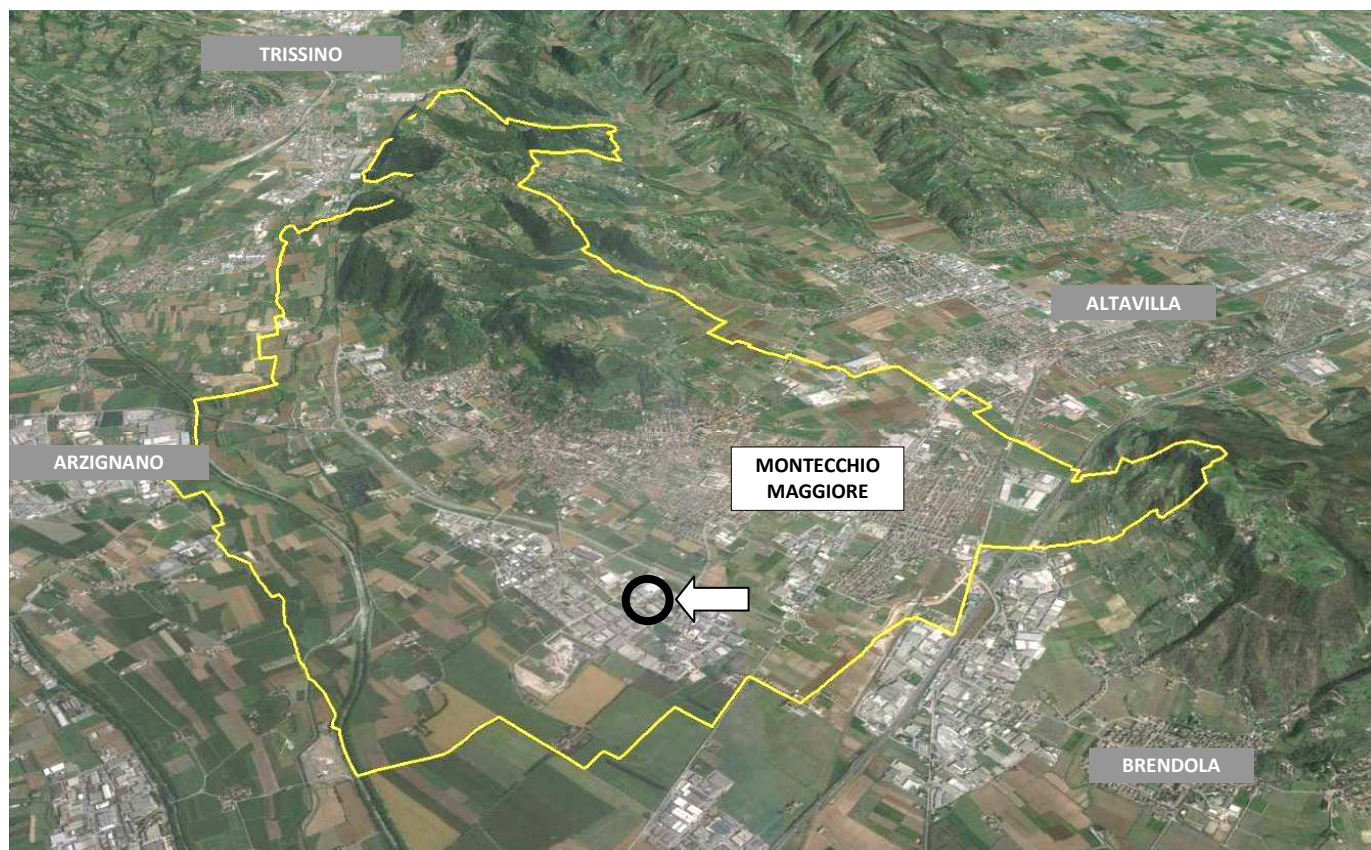 TRISSINO
ALTAVILLA
ARZIGNANO
MONTECCHIO
MAGGIORE
BRENDOLA